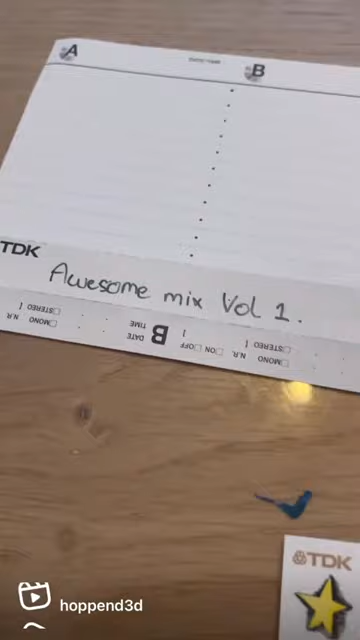 A
B
TDK
Awesome mix Vol 1.
B DATE TIME
N.R. □ON □OFF
□STEREO □MONO N.R.
□STEREO □MONO
TDK
hoppend3d